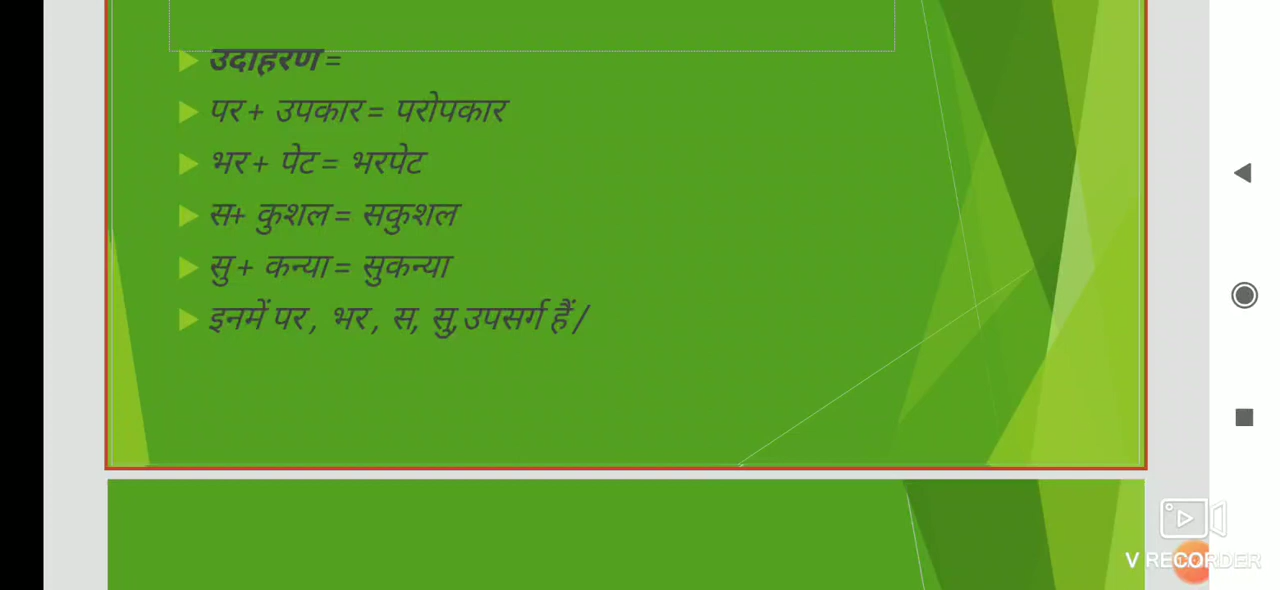 उदाहरण =
पर + उपकार = परोपकार
भर + पेट = भरपेट
स+ कुशल = सकुशल
सु + कन्या = सुकन्या
इनमें पर , भर , स, सु,उपसर्ग हैं /
V RECORDER